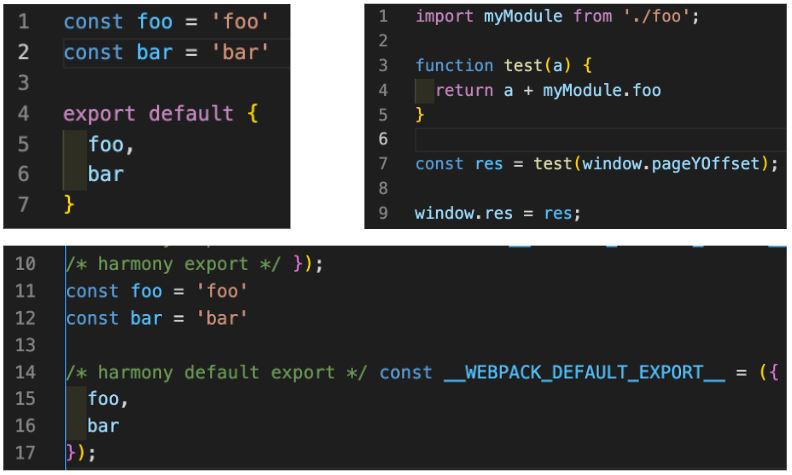 1 const foo = 'foo'
2 const bar = 'bar'
3
4 export default {
5 foo,
6 bar
7 }
1 import myModule from './foo';
2
3 function test(a) {
4 return a + myModule.foo
5 }
6
7 const res = test(window.pageYOffset);
8
9 window.res = res;
10 /* harmony export */ });
11 const foo = 'foo'
12 const bar = 'bar'
13
14 /* harmony default export */ const __WEBPACK_DEFAULT_EXPORT__ = ({
15 foo,
16 bar
17 });